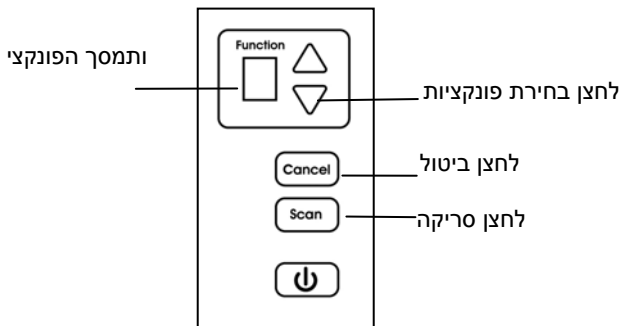 ותמסך הפונקצי
Function
לחצן בחירת פונקציות
Cancel
לחצן ביטול
Scan
לחצן סריקה